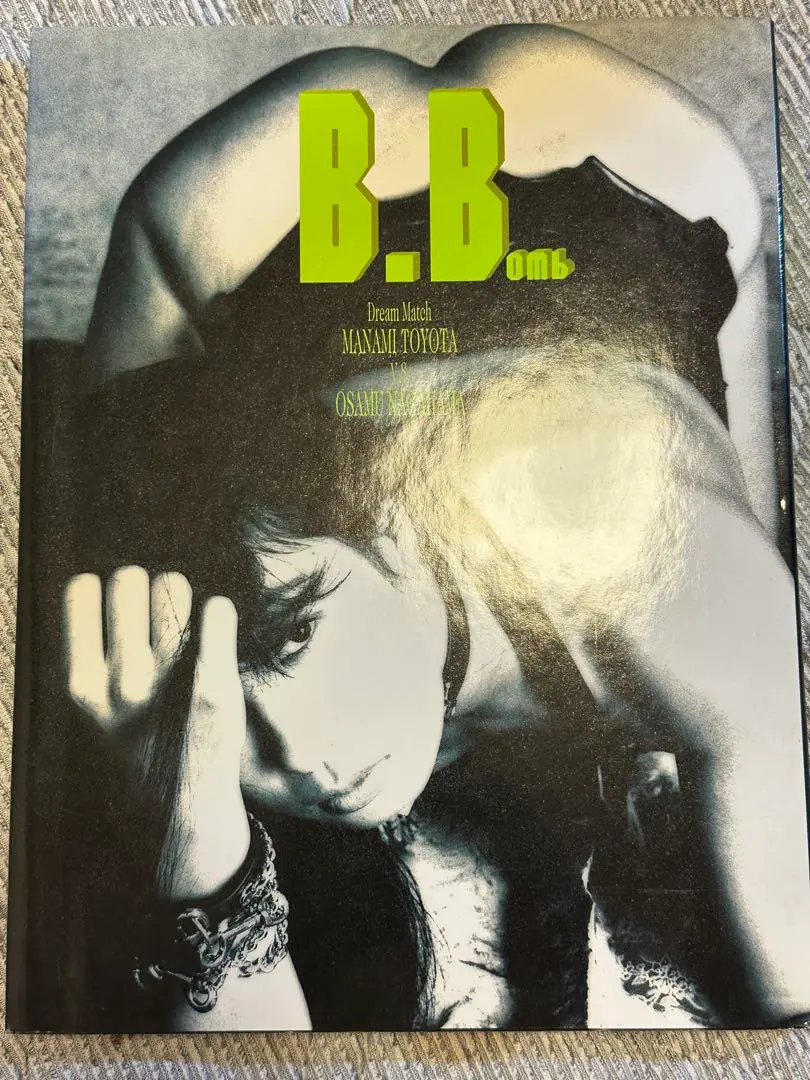 B.Bomb
Dream Match
MANAMI TOYOTA
V.S
OSAMU